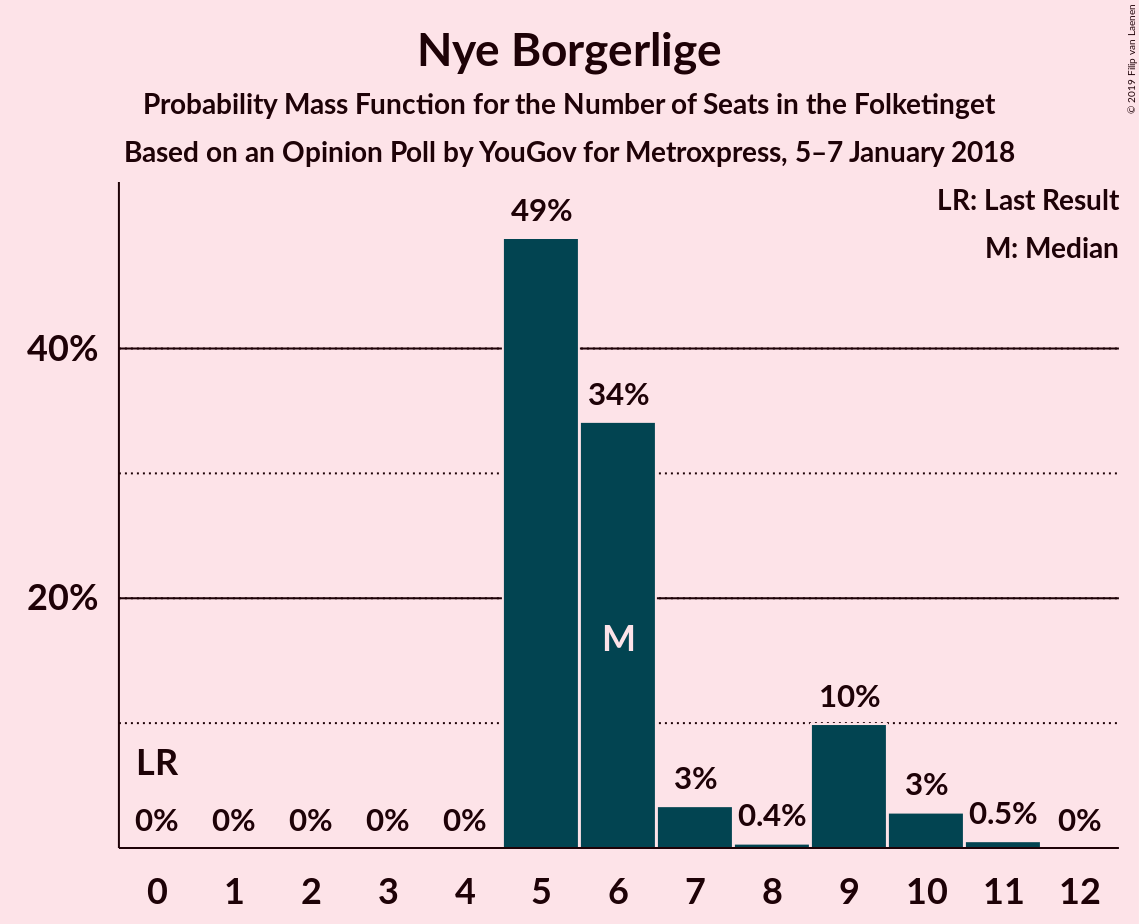 Nye Borgerlige
Probability Mass Function for the Number of Seats in the Folketinget
Based on an Opinion Poll by YouGov for Metroxpress, 5–7 January 2018
© 2019 Filip van Laenen
LR: Last Result
M: Median
49%
40%
34%
20%
M
10%
LR
3%
3%
0.4%
0.5%
0% 0% 0% 0% 0% 0%
0 1 2 3 4 5 6 7 8 9 10 11 12